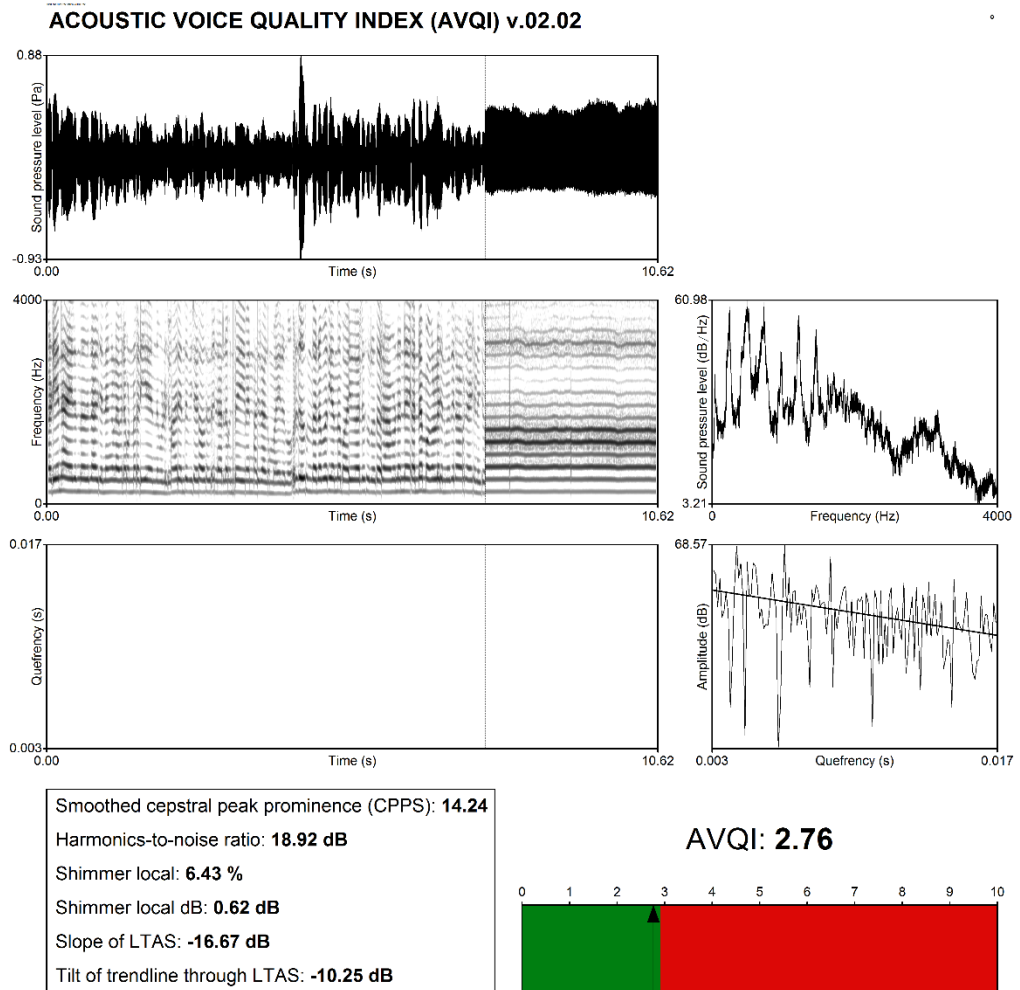 ACOUSTIC VOICE QUALITY INDEX (AVQI) v.02.02
0.88
Sound pressure level (Pa)
-0.93
0.00
Time (s)
10.62
4000
Frequency (Hz)
0
0.00
Time (s)
10.62
60.98
Sound pressure level (dB/Hz)
3.21
0
Frequency (Hz)
4000
0.017
Quefrency (s)
0.003
0.00
Time (s)
10.62
68.57
Amplitude (dB)
0.003
Quefrency (s)
0.017
Smoothed cepstral peak prominence (CPPS): 14.24
Harmonics-to-noise ratio: 18.92 dB
Shimmer local: 6.43 %
Shimmer local dB: 0.62 dB
Slope of LTAS: -16.67 dB
Tilt of trendline through LTAS: -10.25 dB
AVQI: 2.76
0 1 2 3 4 5 6 7 8 9 10